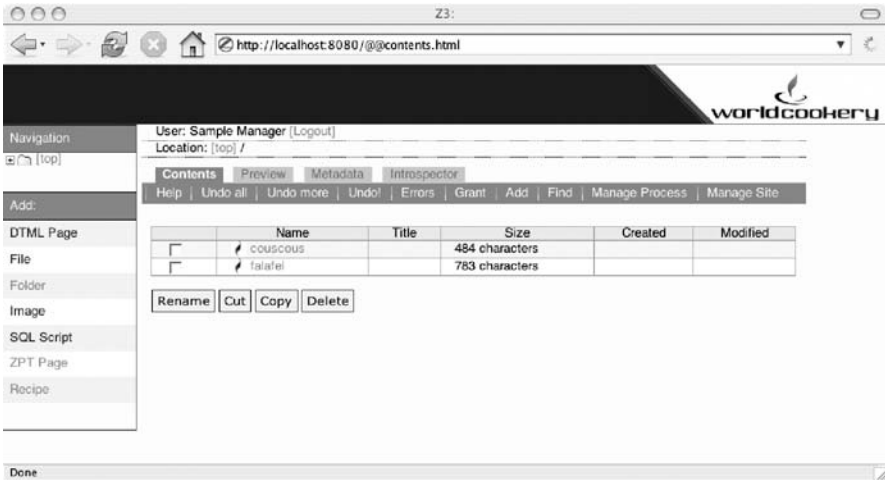 Z3:
http://localhost:8080/@@contents.html
worldcookery
Navigation
[top]
Add:
DTML Page
File
Folder
Image
SQL Script
ZPT Page
Recipe
User: Sample Manager [Logout]
Location: [top] /
Contents Preview Metadata Introspector
Help | Undo all | Undo more | Undo! | Errors | Grant | Add | Find | Manage Process | Manage Site
Name Title Size Created Modified
couscous 484 characters
falafel 783 characters
Rename Cut Copy Delete
Done